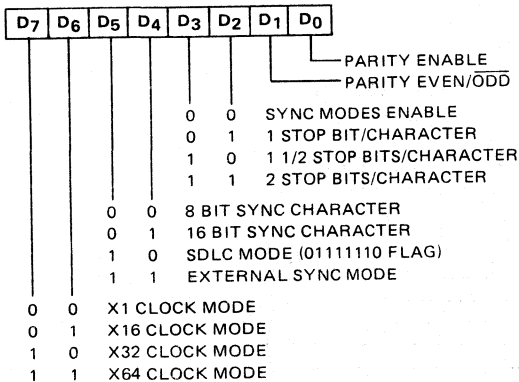 D7 D6 D5 D4 D3 D2 D1 D0
PARITY ENABLE
PARITY EVEN/ODD
0 0 SYNC MODES ENABLE
0 1 1 STOP BIT/CHARACTER
1 0 1 1/2 STOP BITS/CHARACTER
1 1 2 STOP BITS/CHARACTER
0 0 8 BIT SYNC CHARACTER
0 1 16 BIT SYNC CHARACTER
1 0 SDLC MODE (01111110 FLAG)
1 1 EXTERNAL SYNC MODE
0 0 X1 CLOCK MODE
0 1 X16 CLOCK MODE
1 0 X32 CLOCK MODE
1 1 X64 CLOCK MODE